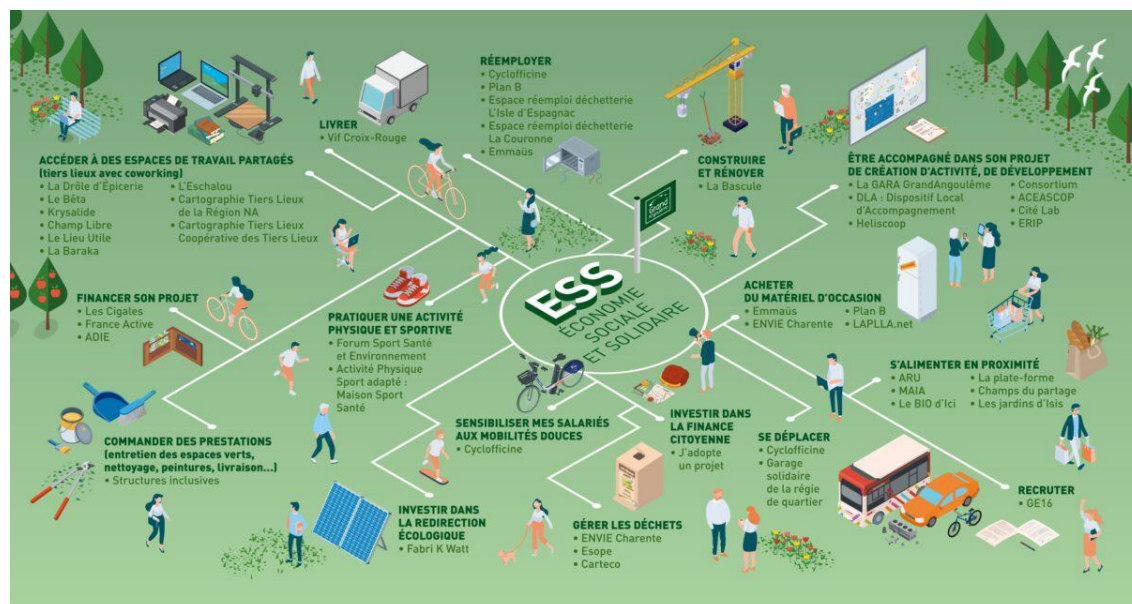 RÉEMPLOYER
• Cyclofficine
• Plan B
• Espace réemploi déchetterie
L'Isle d'Espagnac
• Espace réemploi déchetterie
La Couronne
• Emmaüs
LIVRER
• Vif Croix-Rouge
CONSTRUIRE
ET RÉNOVER
• La Bascule
ACCÉDER À DES ESPACES DE TRAVAIL PARTAGÉS
(tiers lieux avec coworking)
• La Drôle d'Épicerie
• Le Bêta
• Krysalide
• Champ Libre
• Le Lieu Utile
• La Baraka
• L'Eschalou
• Cartographie Tiers Lieux
de la Région NA
• Cartographie Tiers Lieux
Coopérative des Tiers Lieux
ÊTRE ACCOMPAGNÉ DANS SON PROJET
DE CRÉATION D'ACTIVITÉ, DE DÉVELOPPEMENT
• La GARA GrandAngoulême
• DLA : Dispositif Local
d'Accompagnement
• Heliscoop
• Consortium
• ACEASCOP
• Cité Lab
• ERIP
Grand
ESS
ÉCONOMIE
SOCIALE
ET SOLIDAIRE
FINANCER SON PROJET
• Les Cigales
• France Active
• ADIE
PRATIQUER UNE ACTIVITÉ
PHYSIQUE ET SPORTIVE
• Forum Sport Santé
et Environnement
• Activité Physique
Sport adapté :
Maison Sport
Santé
ACHETER
DU MATÉRIEL D'OCCASION
• Emmaüs
• ENVIE Charente
• Plan B
• LAPLLA.net
S'ALIMENTER EN PROXIMITÉ
• ARU
• MAIA
• Le BIO d'Ici
• La plate-forme
• Champs du partage
• Les jardins d'Isis
COMMANDER DES PRESTATIONS
(entretien des espaces verts,
nettoyage, peintures, livraison...)
• Structures inclusives
SENSIBILISER MES SALARIÉS
AUX MOBILITÉS DOUCES
• Cyclofficine
INVESTIR DANS
LA FINANCE
CITOYENNE
• J'adopte
un projet
SE DÉPLACER
• Cyclofficine
• Garage
solidaire
de la régie
de quartier
RECRUTER
• GE16
INVESTIR DANS
LA REDIRECTION
ÉCOLOGIQUE
• Fabri K Watt
GÉRER LES DÉCHETS
• ENVIE Charente
• Esope
• Carteco